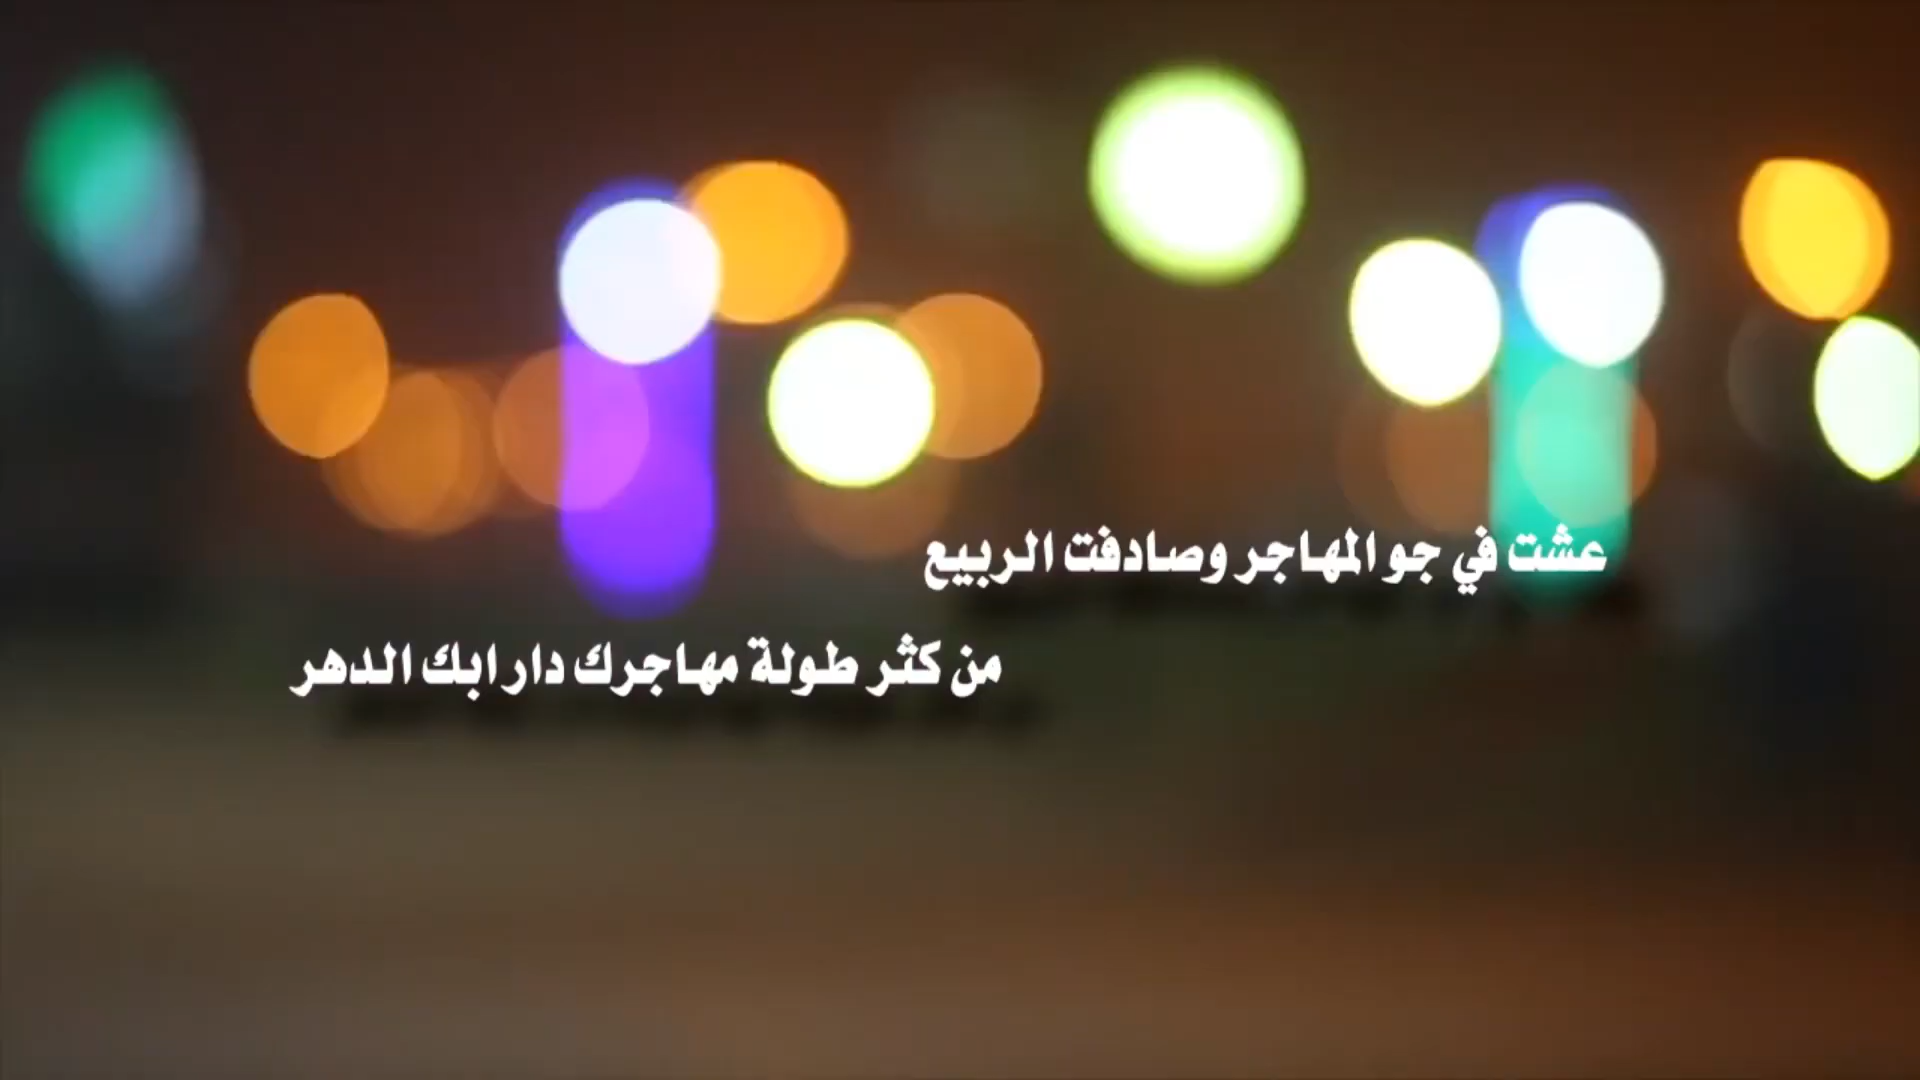 عشت في جو المهاجر وصادفت الربيع
من كثر طولة مهاجرك دار ابك الدهر